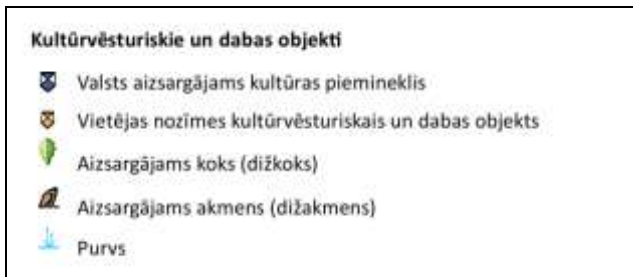 Kultūrvēsturiskie un dabas objekti
Valsts aizsargājams kultūras piemineklis
Vietējas nozīmes kultūrvēsturiskais un dabas objekts
Aizsargājams koks (dižkoks)
Aizsargājams akmens (dižakmens)
Purvs